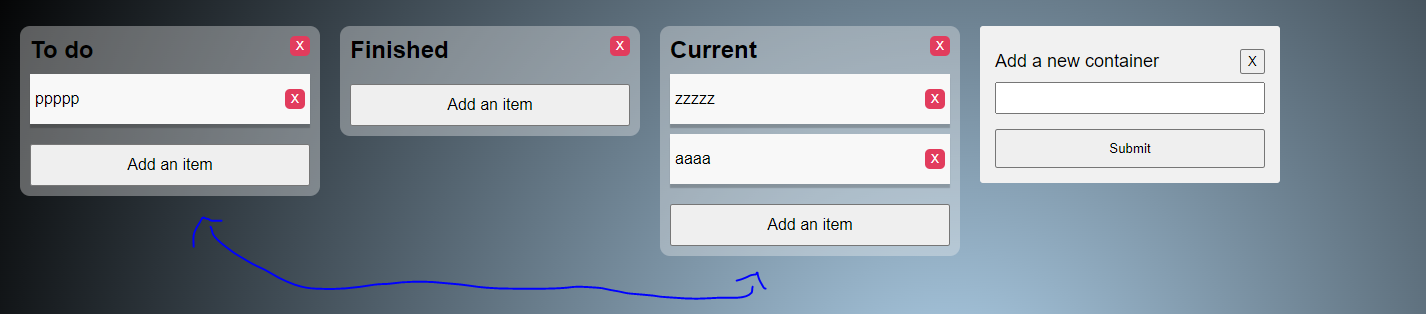 To do
X
ppppp
X
Add an item
Finished
X
Add an item
Current
X
zzzzz
X
aaaa
X
Add an item
Add a new container
X
Submit